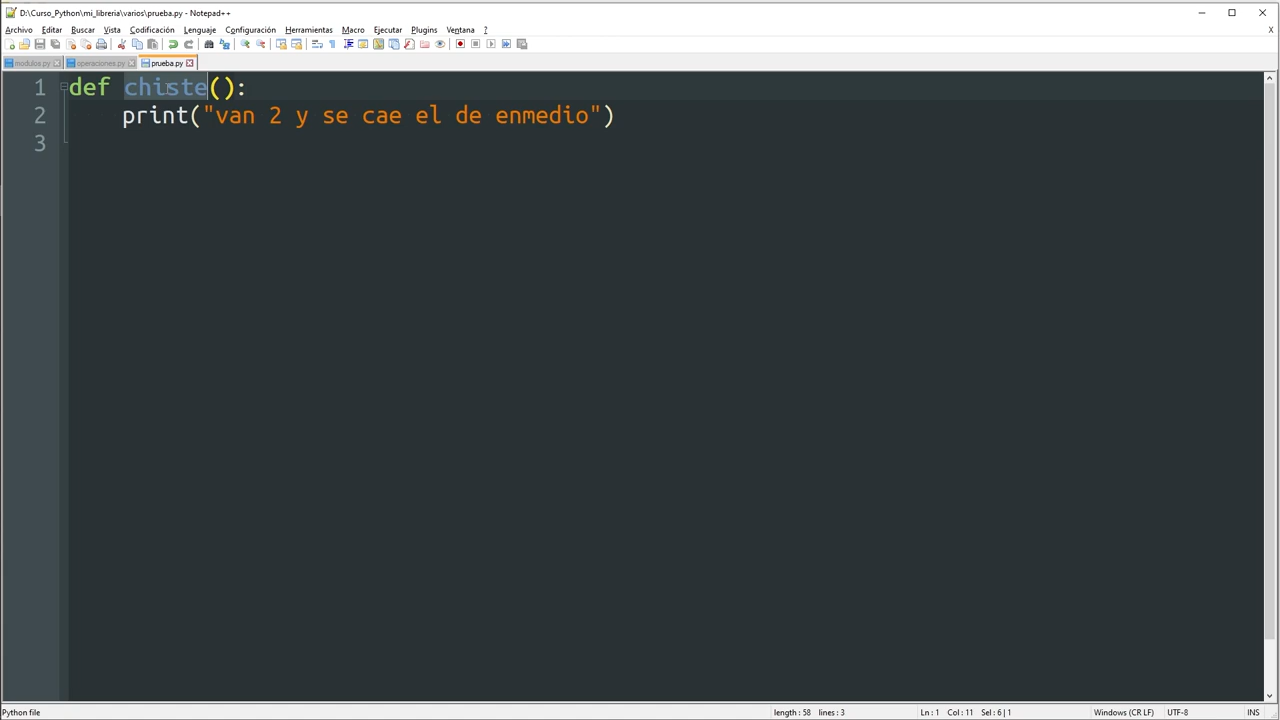 D:\Curso_Python\mi_libreria\varios\prueba.py - Notepad++
Archivo Editar Buscar Vista Codificación Lenguaje Configuración Herramientas Macro Ejecutar Plugins Ventana ? X
modulos.py operaciones.py prueba.py
1 def chiste():
2 print("van 2 y se cae el de enmedio")
3
Python file length : 58 lines : 3 Ln : 1 Col : 11 Sel : 6 | 1 Windows (CR LF) UTF-8 INS